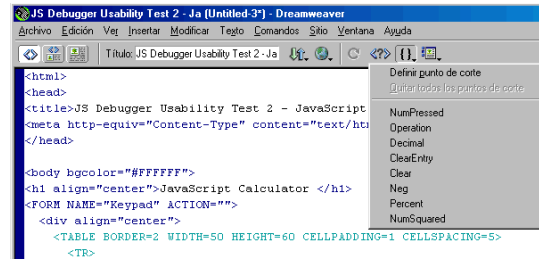 JS Debugger Usability Test 2 - Ja (Untitled-3*) - Dreamweaver
Archivo Edición Ver Insertar Modificar Texto Comandos Sitio Ventana Ayuda
Título: JS Debugger Usability Test 2 - Ja
<html>
<head>
<title>JS Debugger Usability Test 2 - JavaScript
<meta http-equiv="Content-Type" content="text/htm
</head>
<body bgcolor="#FFFFFF">
<h1 align="center">JavaScript Calculator </h1>
<FORM NAME="Keypad" ACTION="">
<div align="center">
<TABLE BORDER=2 WIDTH=50 HEIGHT=60 CELLPADDING=1 CELLSPACING=5>
<TR>
Definir punto de corte
Quitar todos los puntos de corte
NumPressed
Operation
Decimal
ClearEntry
Clear
Neg
Percent
NumSquared